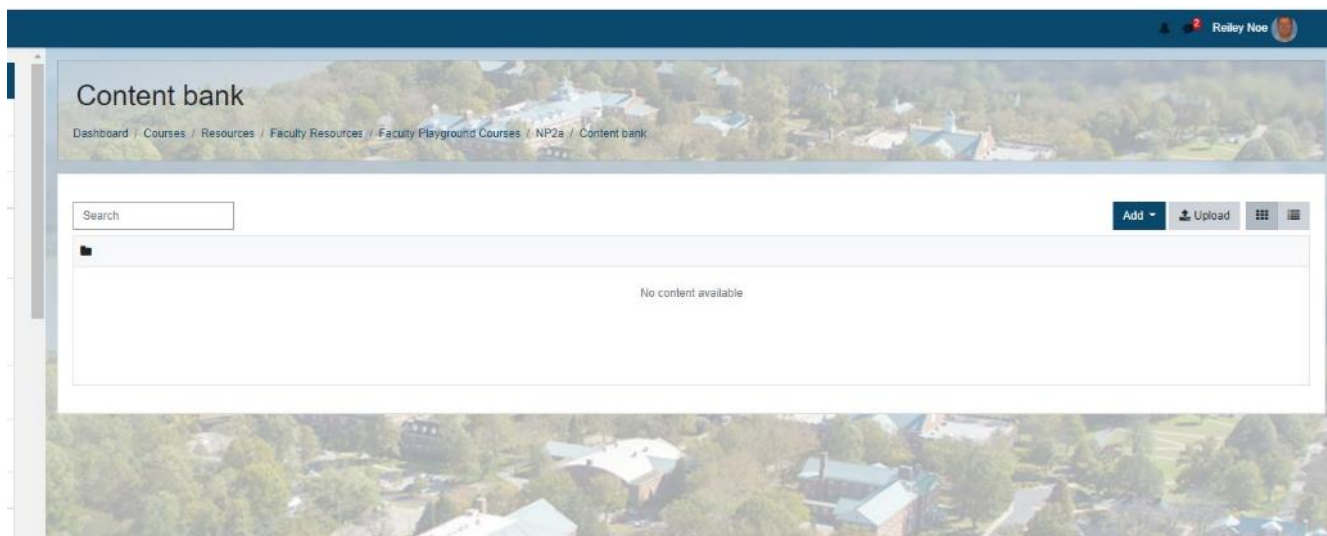 2 Reiley Noe
Content bank
Dashboard / Courses / Resources / Faculty Resources / Faculty Playground Courses / NP2a / Content bank
Search Add Upload
No content available